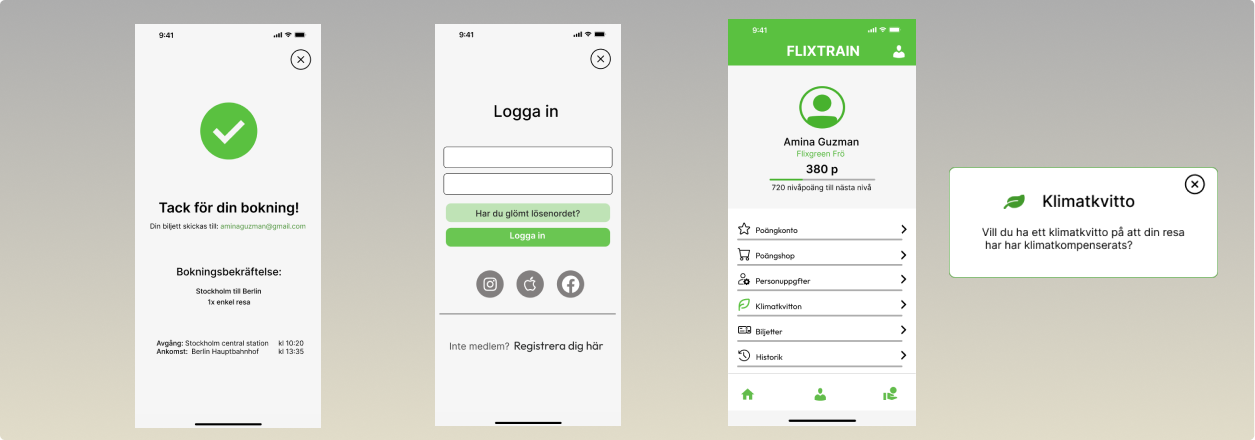 9:41
Tack för din bokning!
Din biljett skickas till: aminaguzman@gmail.com
Bokningsbekräftelse:
Stockholm till Berlin
1x enkel resa
Avgång: Stockholm central station kl 10:20
Ankomst: Berlin Hauptbahnhof kl 13:35
9:41
Logga in
Har du glömt lösenordet?
Logga in
Inte medlem? Registrera dig här
9:41
FLIXTRAIN
Amina Guzman
Flixgreen Frö
380 p
720 nivåpoäng till nästa nivå
Poängkonto
Poängshop
Personuppgfter
Klimatkvitton
Biljetter
Historik
Klimatkvitto
Vill du ha ett klimatkvitto på att din resa
har har klimatkompenserats?